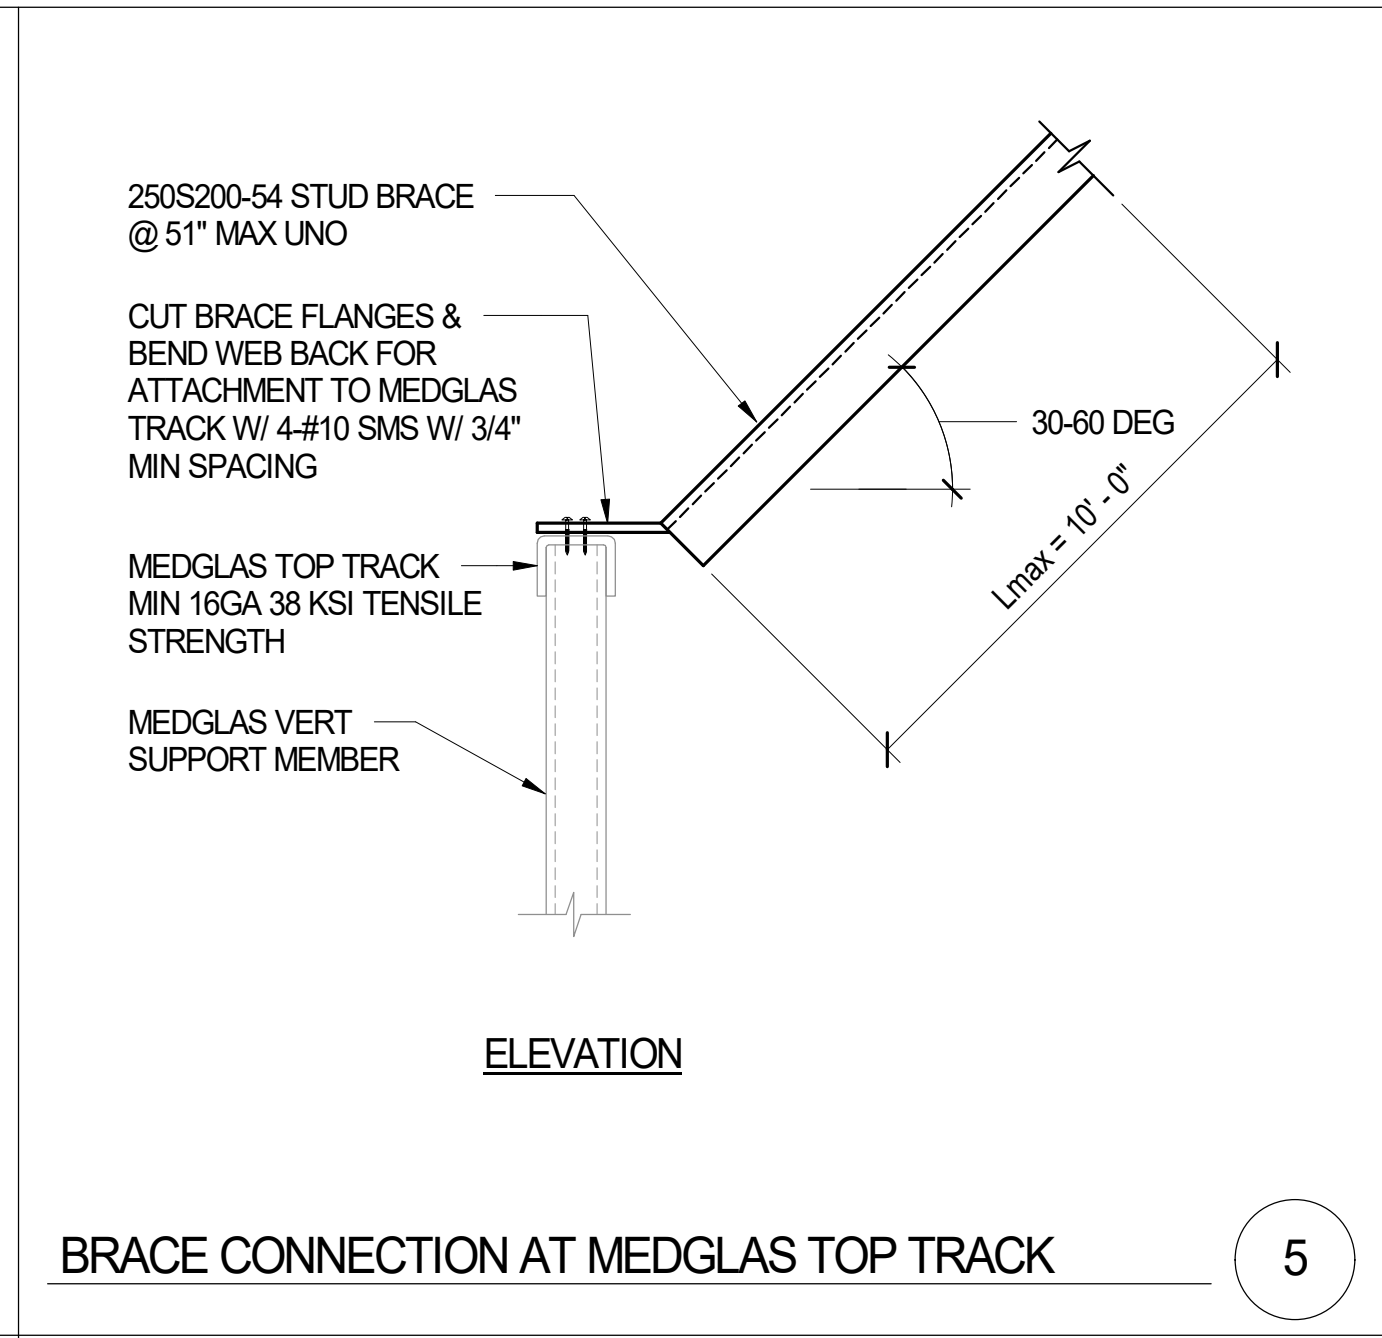 250S200-54 STUD BRACE
@ 51" MAX UNO
CUT BRACE FLANGES &
BEND WEB BACK FOR
ATTACHMENT TO MEDGLAS
TRACK W/ 4-#10 SMS W/ 3/4"
MIN SPACING
MEDGLAS TOP TRACK
MIN 16GA 38 KSI TENSILE
STRENGTH
MEDGLAS VERT
SUPPORT MEMBER
30-60 DEG
Lmax = 10' - 0"
ELEVATION
BRACE CONNECTION AT MEDGLAS TOP TRACK
5